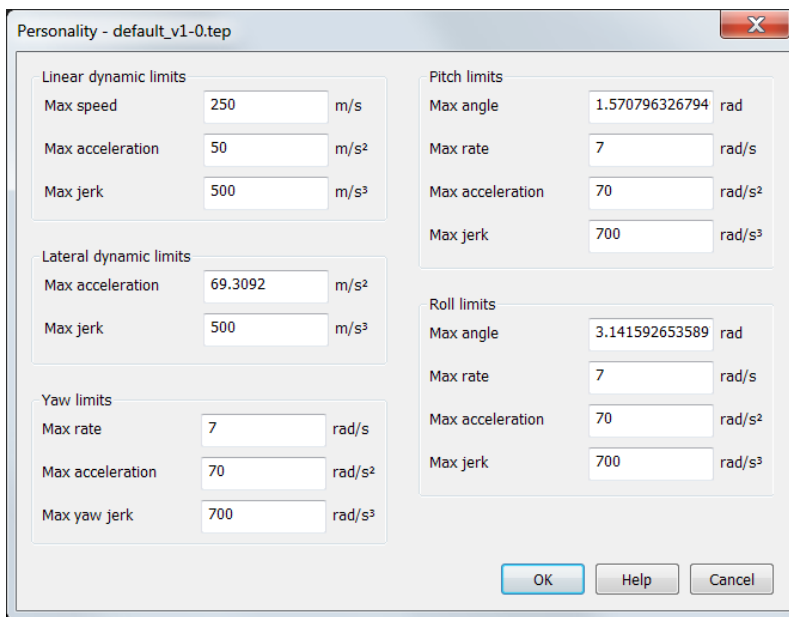 Personality - default_v1-0.tep
Linear dynamic limits
Max speed 250 m/s
Max acceleration 50 m/s²
Max jerk 500 m/s³
Lateral dynamic limits
Max acceleration 69.3092 m/s²
Max jerk 500 m/s³
Yaw limits
Max rate 7 rad/s
Max acceleration 70 rad/s²
Max yaw jerk 700 rad/s³
Pitch limits
Max angle 1.570796326794 rad
Max rate 7 rad/s
Max acceleration 70 rad/s²
Max jerk 700 rad/s³
Roll limits
Max angle 3.141592653589 rad
Max rate 7 rad/s
Max acceleration 70 rad/s²
Max jerk 700 rad/s³
OK Help Cancel